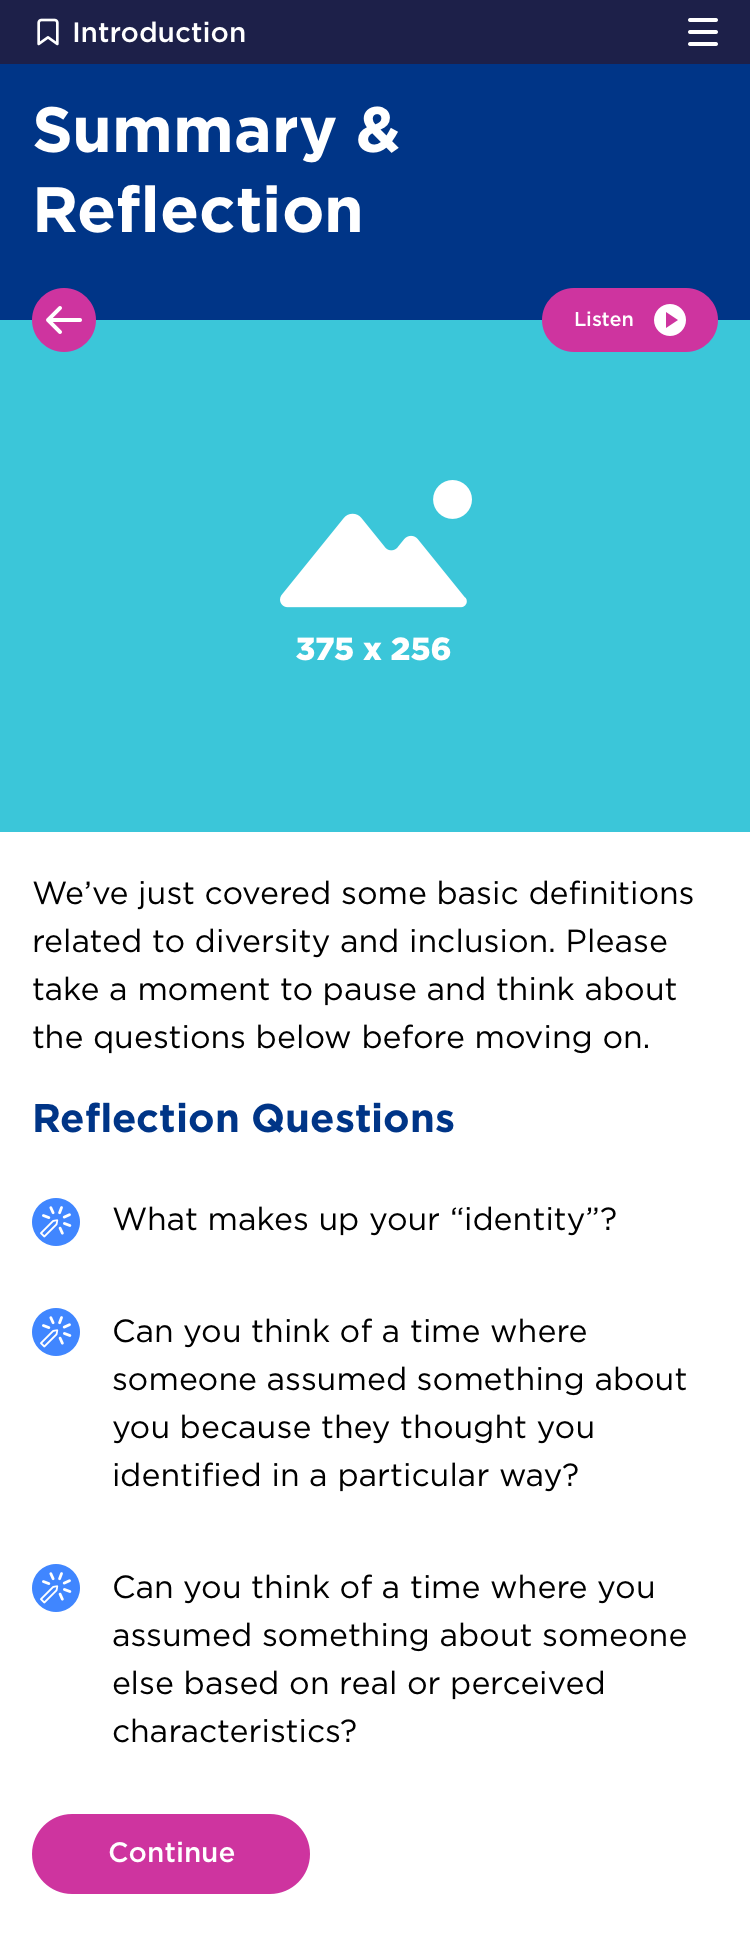 Introduction
Summary &
Reflection
Listen
375 x 256
We’ve just covered some basic definitions
related to diversity and inclusion. Please
take a moment to pause and think about
the questions below before moving on.
Reflection Questions
What makes up your “identity”?
Can you think of a time where
someone assumed something about
you because they thought you
identified in a particular way?
Can you think of a time where you
assumed something about someone
else based on real or perceived
characteristics?
Continue